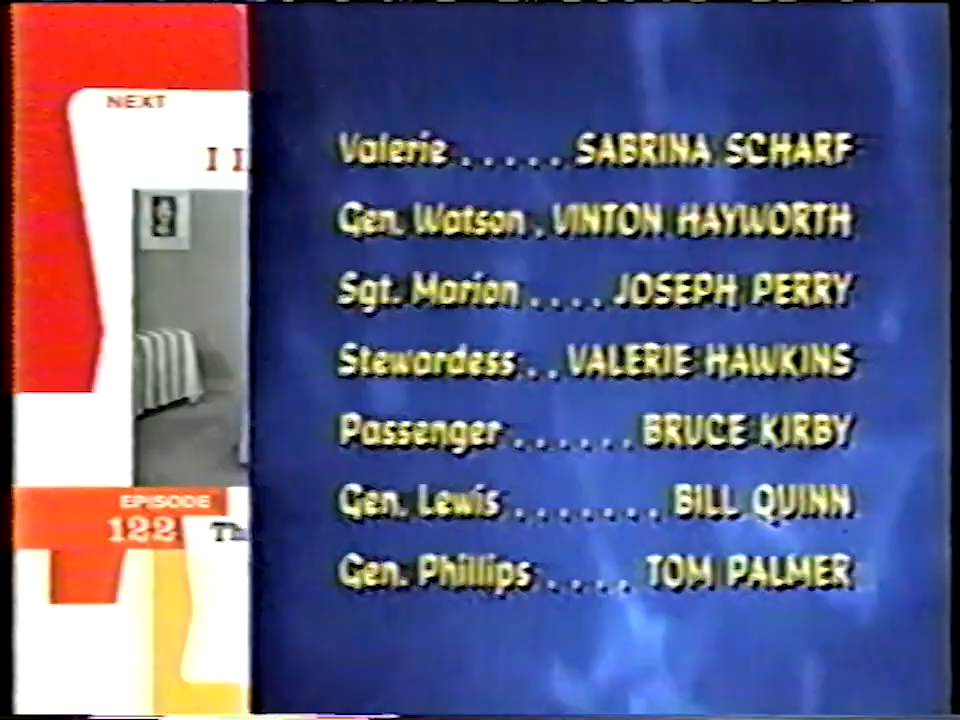 NEXT
I L
EPISODE
122 Th
Valerie ..... SABRINA SCHARF
Gen. Watson . VINTON HAYWORTH
Sgt. Marion .... JOSEPH PERRY
Stewardess .. VALERIE HAWKINS
Passenger ...... BRUCE KIRBY
Gen. Lewis ....... BILL QUINN
Gen. Phillips .... TOM PALMER